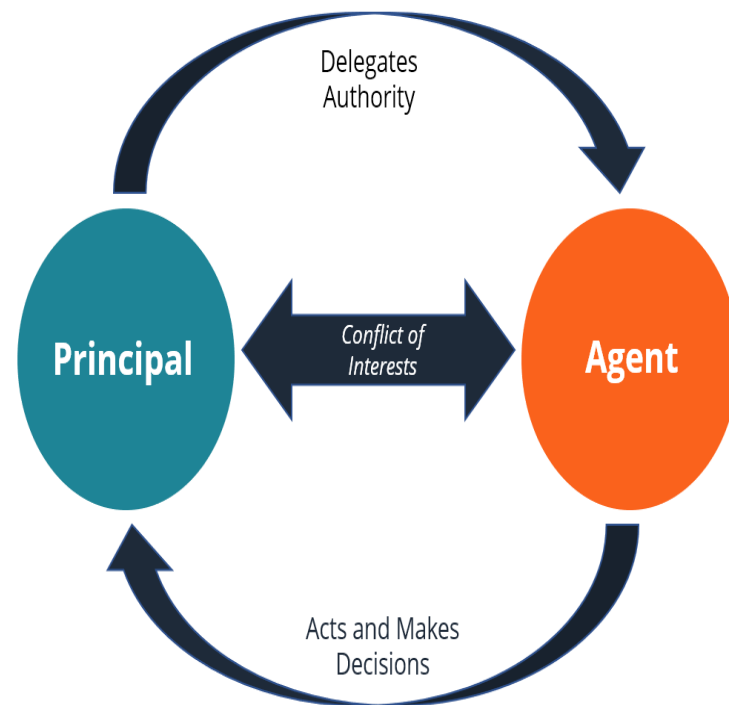 Delegates
Authority
Principal
Conflict of
Interests
Agent
Acts and Makes
Decisions